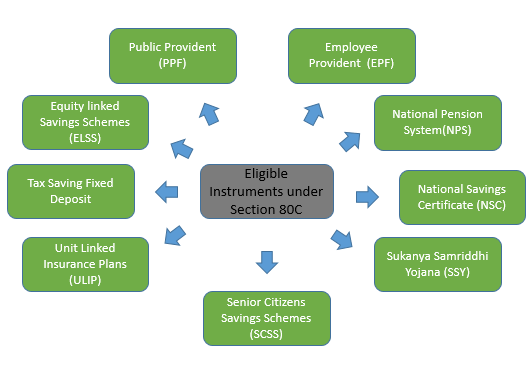 Public Provident
(PPF)
Employee
Provident  (EPF)
Equity linked
Savings Schemes
(ELSS)
National Pension
System(NPS)
Tax Saving Fixed
Deposit
Eligible
Instruments under
Section 80C
National Savings
Certificate (NSC)
Unit Linked
Insurance Plans
(ULIP)
Sukanya Samriddhi
Yojana (SSY)
Senior Citizens
Savings Schemes
(SCSS)